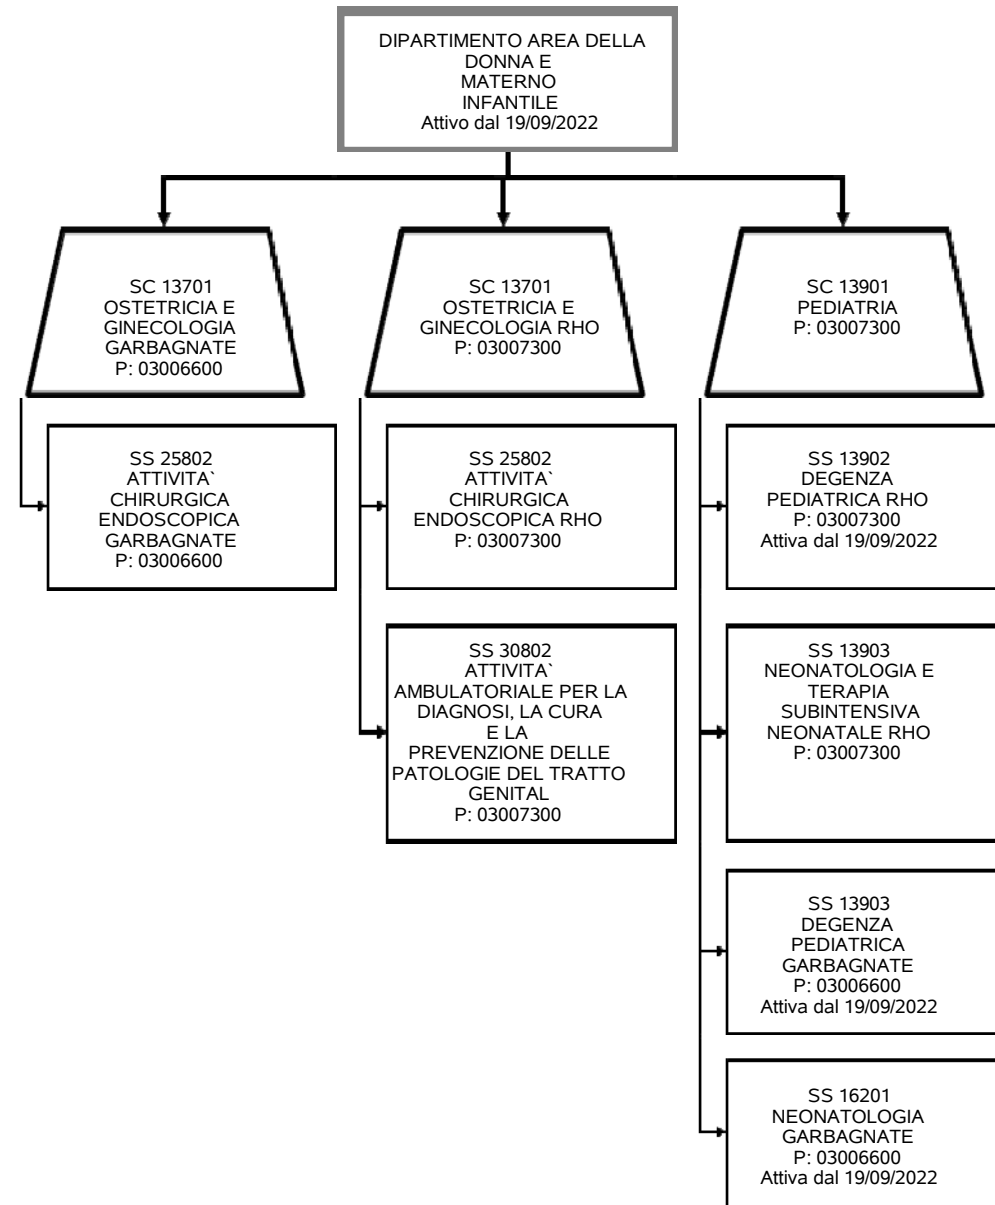 DIPARTIMENTO AREA DELLA
DONNA E
MATERNO
INFANTILE
Attivo dal 19/09/2022
SC 13701
OSTETRICIA E
GINECOLOGIA
GARBAGNATE
P: 03006600
SC 13701
OSTETRICIA E
GINECOLOGIA RHO
P: 03007300
SC 13901
PEDIATRIA
P: 03007300
SS 25802
ATTIVITA`
CHIRURGICA
ENDOSCOPICA
GARBAGNATE
P: 03006600
SS 25802
ATTIVITA`
CHIRURGICA
ENDOSCOPICA RHO
P: 03007300
SS 13902
DEGENZA
PEDIATRICA RHO
P: 03007300
Attiva dal 19/09/2022
SS 30802
ATTIVITA`
AMBULATORIALE PER LA
DIAGNOSI, LA CURA
E LA
PREVENZIONE DELLE
PATOLOGIE DEL TRATTO
GENITAL
P: 03007300
SS 13903
NEONATOLOGIA E
TERAPIA
SUBINTENSIVA
NEONATALE RHO
P: 03007300
SS 13903
DEGENZA
PEDIATRICA
GARBAGNATE
P: 03006600
Attiva dal 19/09/2022
SS 16201
NEONATOLOGIA
GARBAGNATE
P: 03006600
Attiva dal 19/09/2022